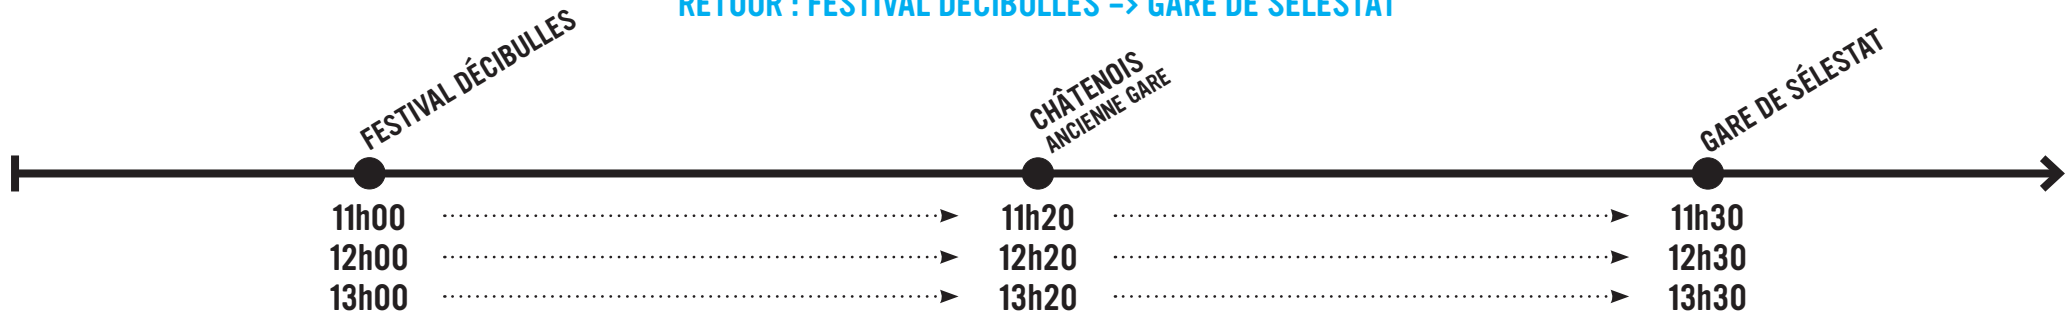 RETOUR : FESTIVAL DÉCIBULLES –> GARE DE SÉLESTAT
FESTIVAL DÉCIBULLES
CHÂTENOIS
ANCIENNE GARE
GARE DE SÉLESTAT
11h00 11h20 11h30
12h00 12h20 12h30
13h00 13h20 13h30